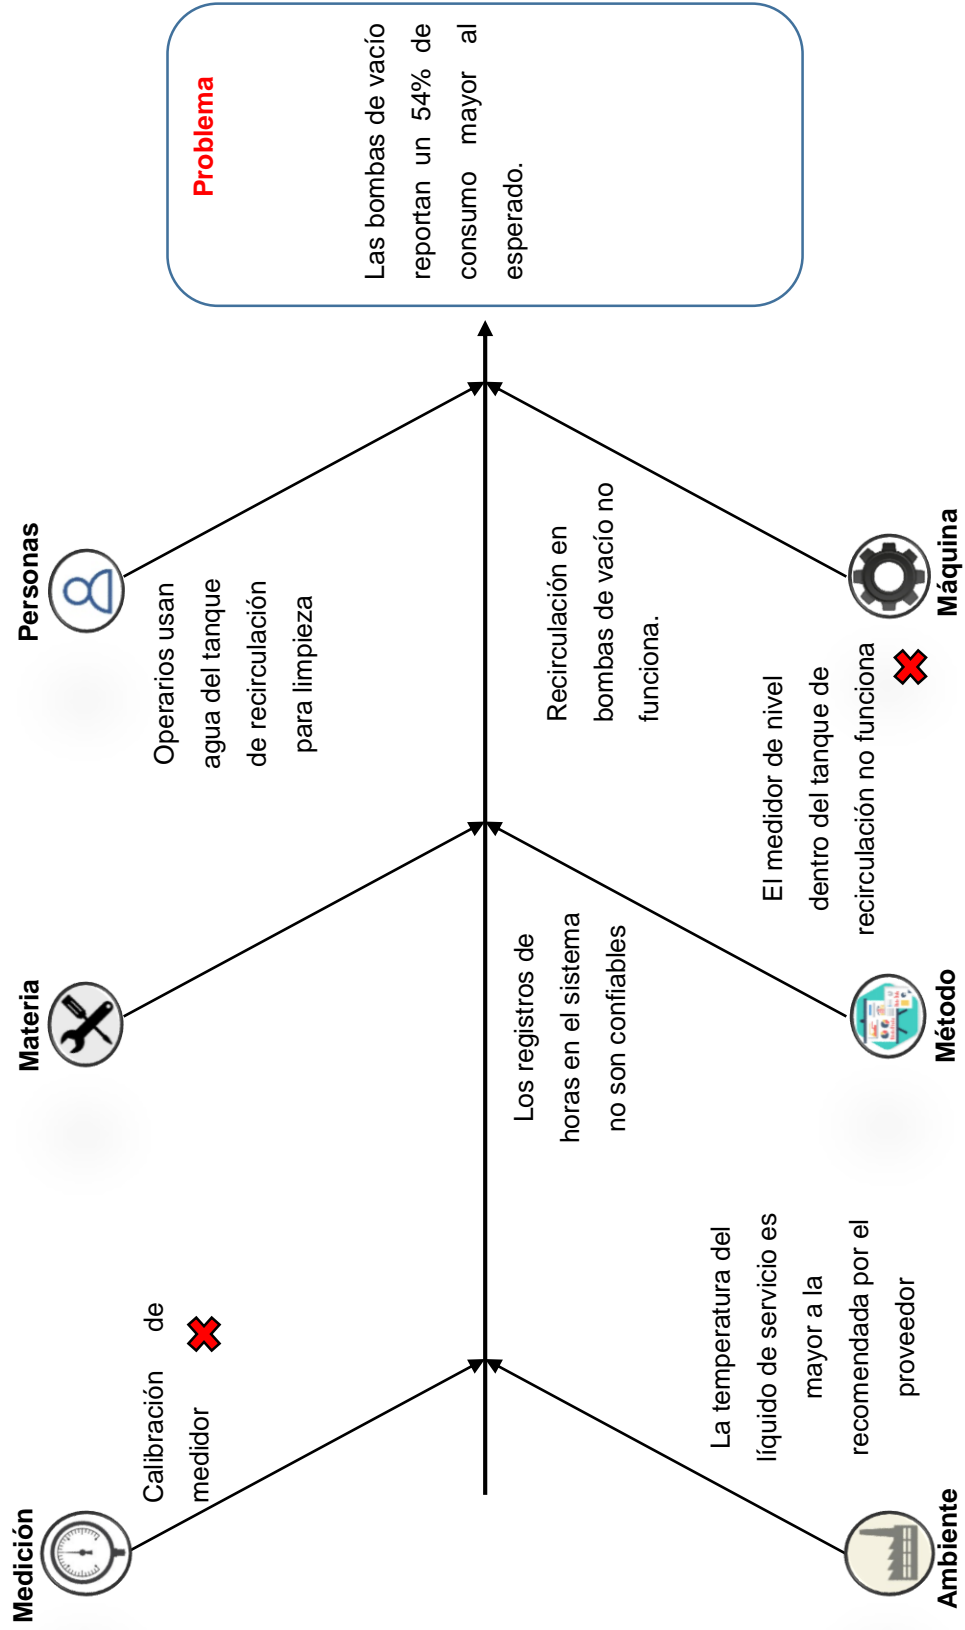 Medición
Calibración de
medidor
Materia
Personas
Operarios usan
agua del tanque
de recirculación
para limpieza
Problema
Las bombas de vacío
reportan un 54% de
consumo mayor al
esperado.
La temperatura del
líquido de servicio es
mayor a la
recomendada por el
proveedor
Ambiente
Los registros de
horas en el sistema
no son confiables
Método
Recirculación en
bombas de vacío no
funciona.
El medidor de nivel
dentro del tanque de
recirculación no funciona
Máquina